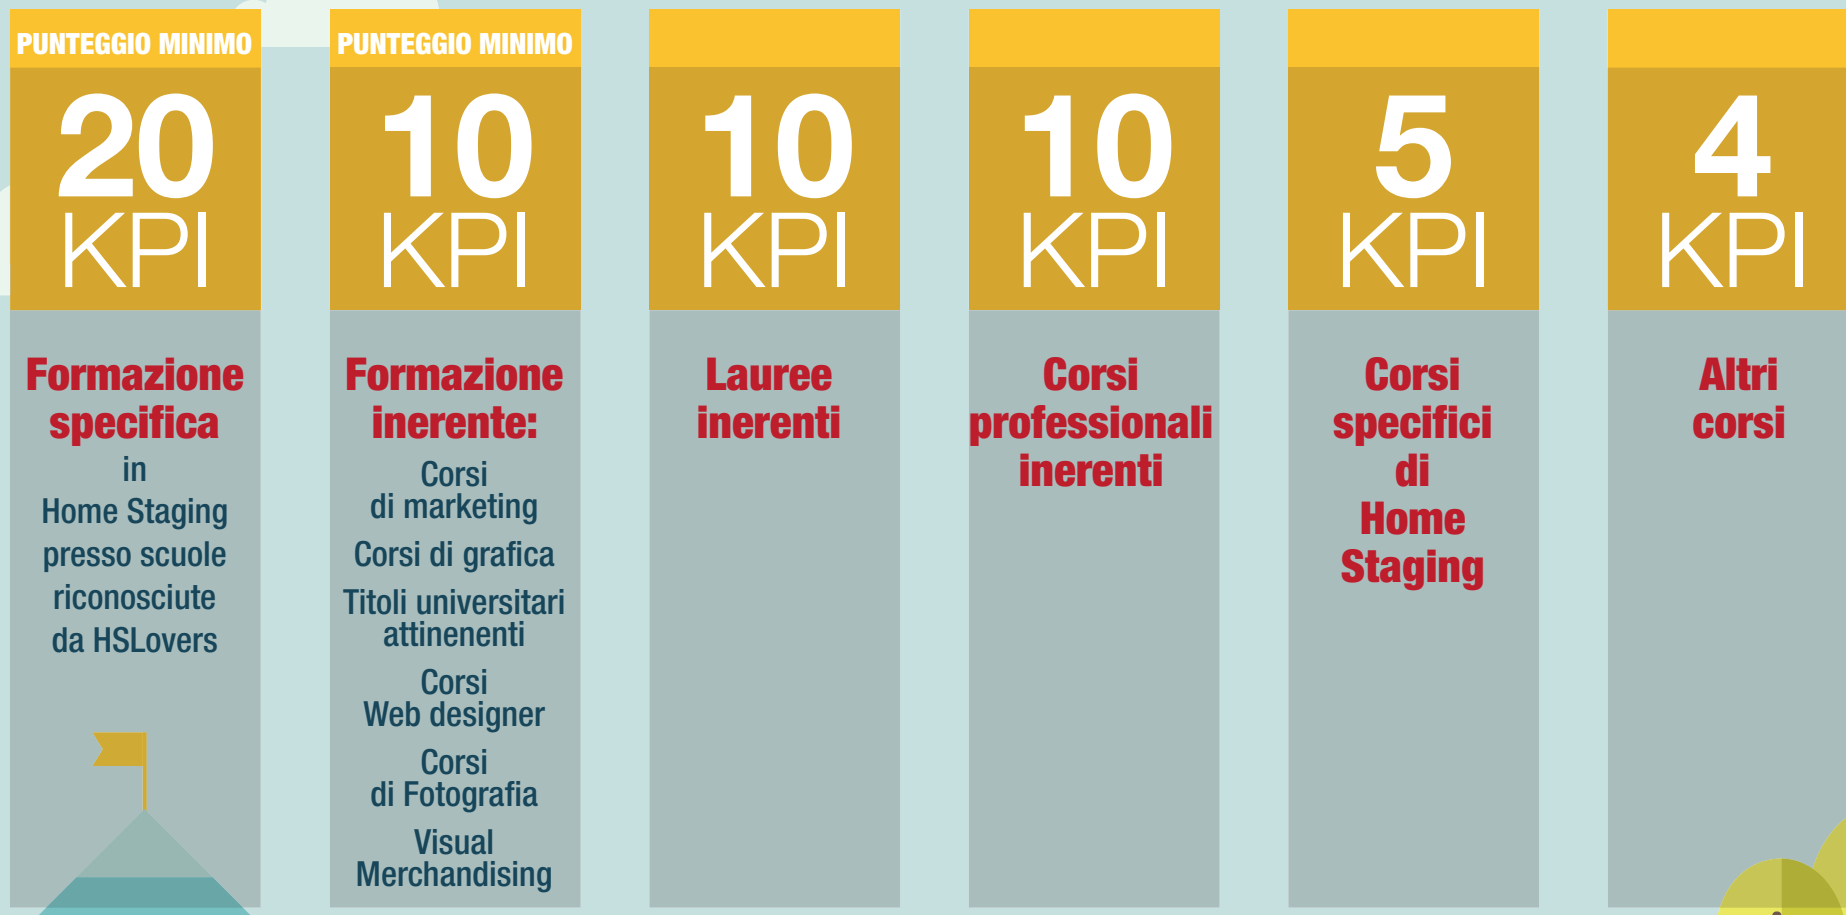 PUNTEGGIO MINIMO
20
KPI
Formazione
specifica
in
Home Staging
presso scuole
riconosciute
da HSLovers
PUNTEGGIO MINIMO
10
KPI
Formazione
inerente:
Corsi
di marketing
Corsi di grafica
Titoli universitari
attinenenti
Corsi
Web designer
Corsi
di Fotografia
Visual
Merchandising
10
KPI
Lauree
inerenti
10
KPI
Corsi
professionali
inerenti
5
KPI
Corsi
specifici
di
Home
Staging
4
KPI
Altri
corsi